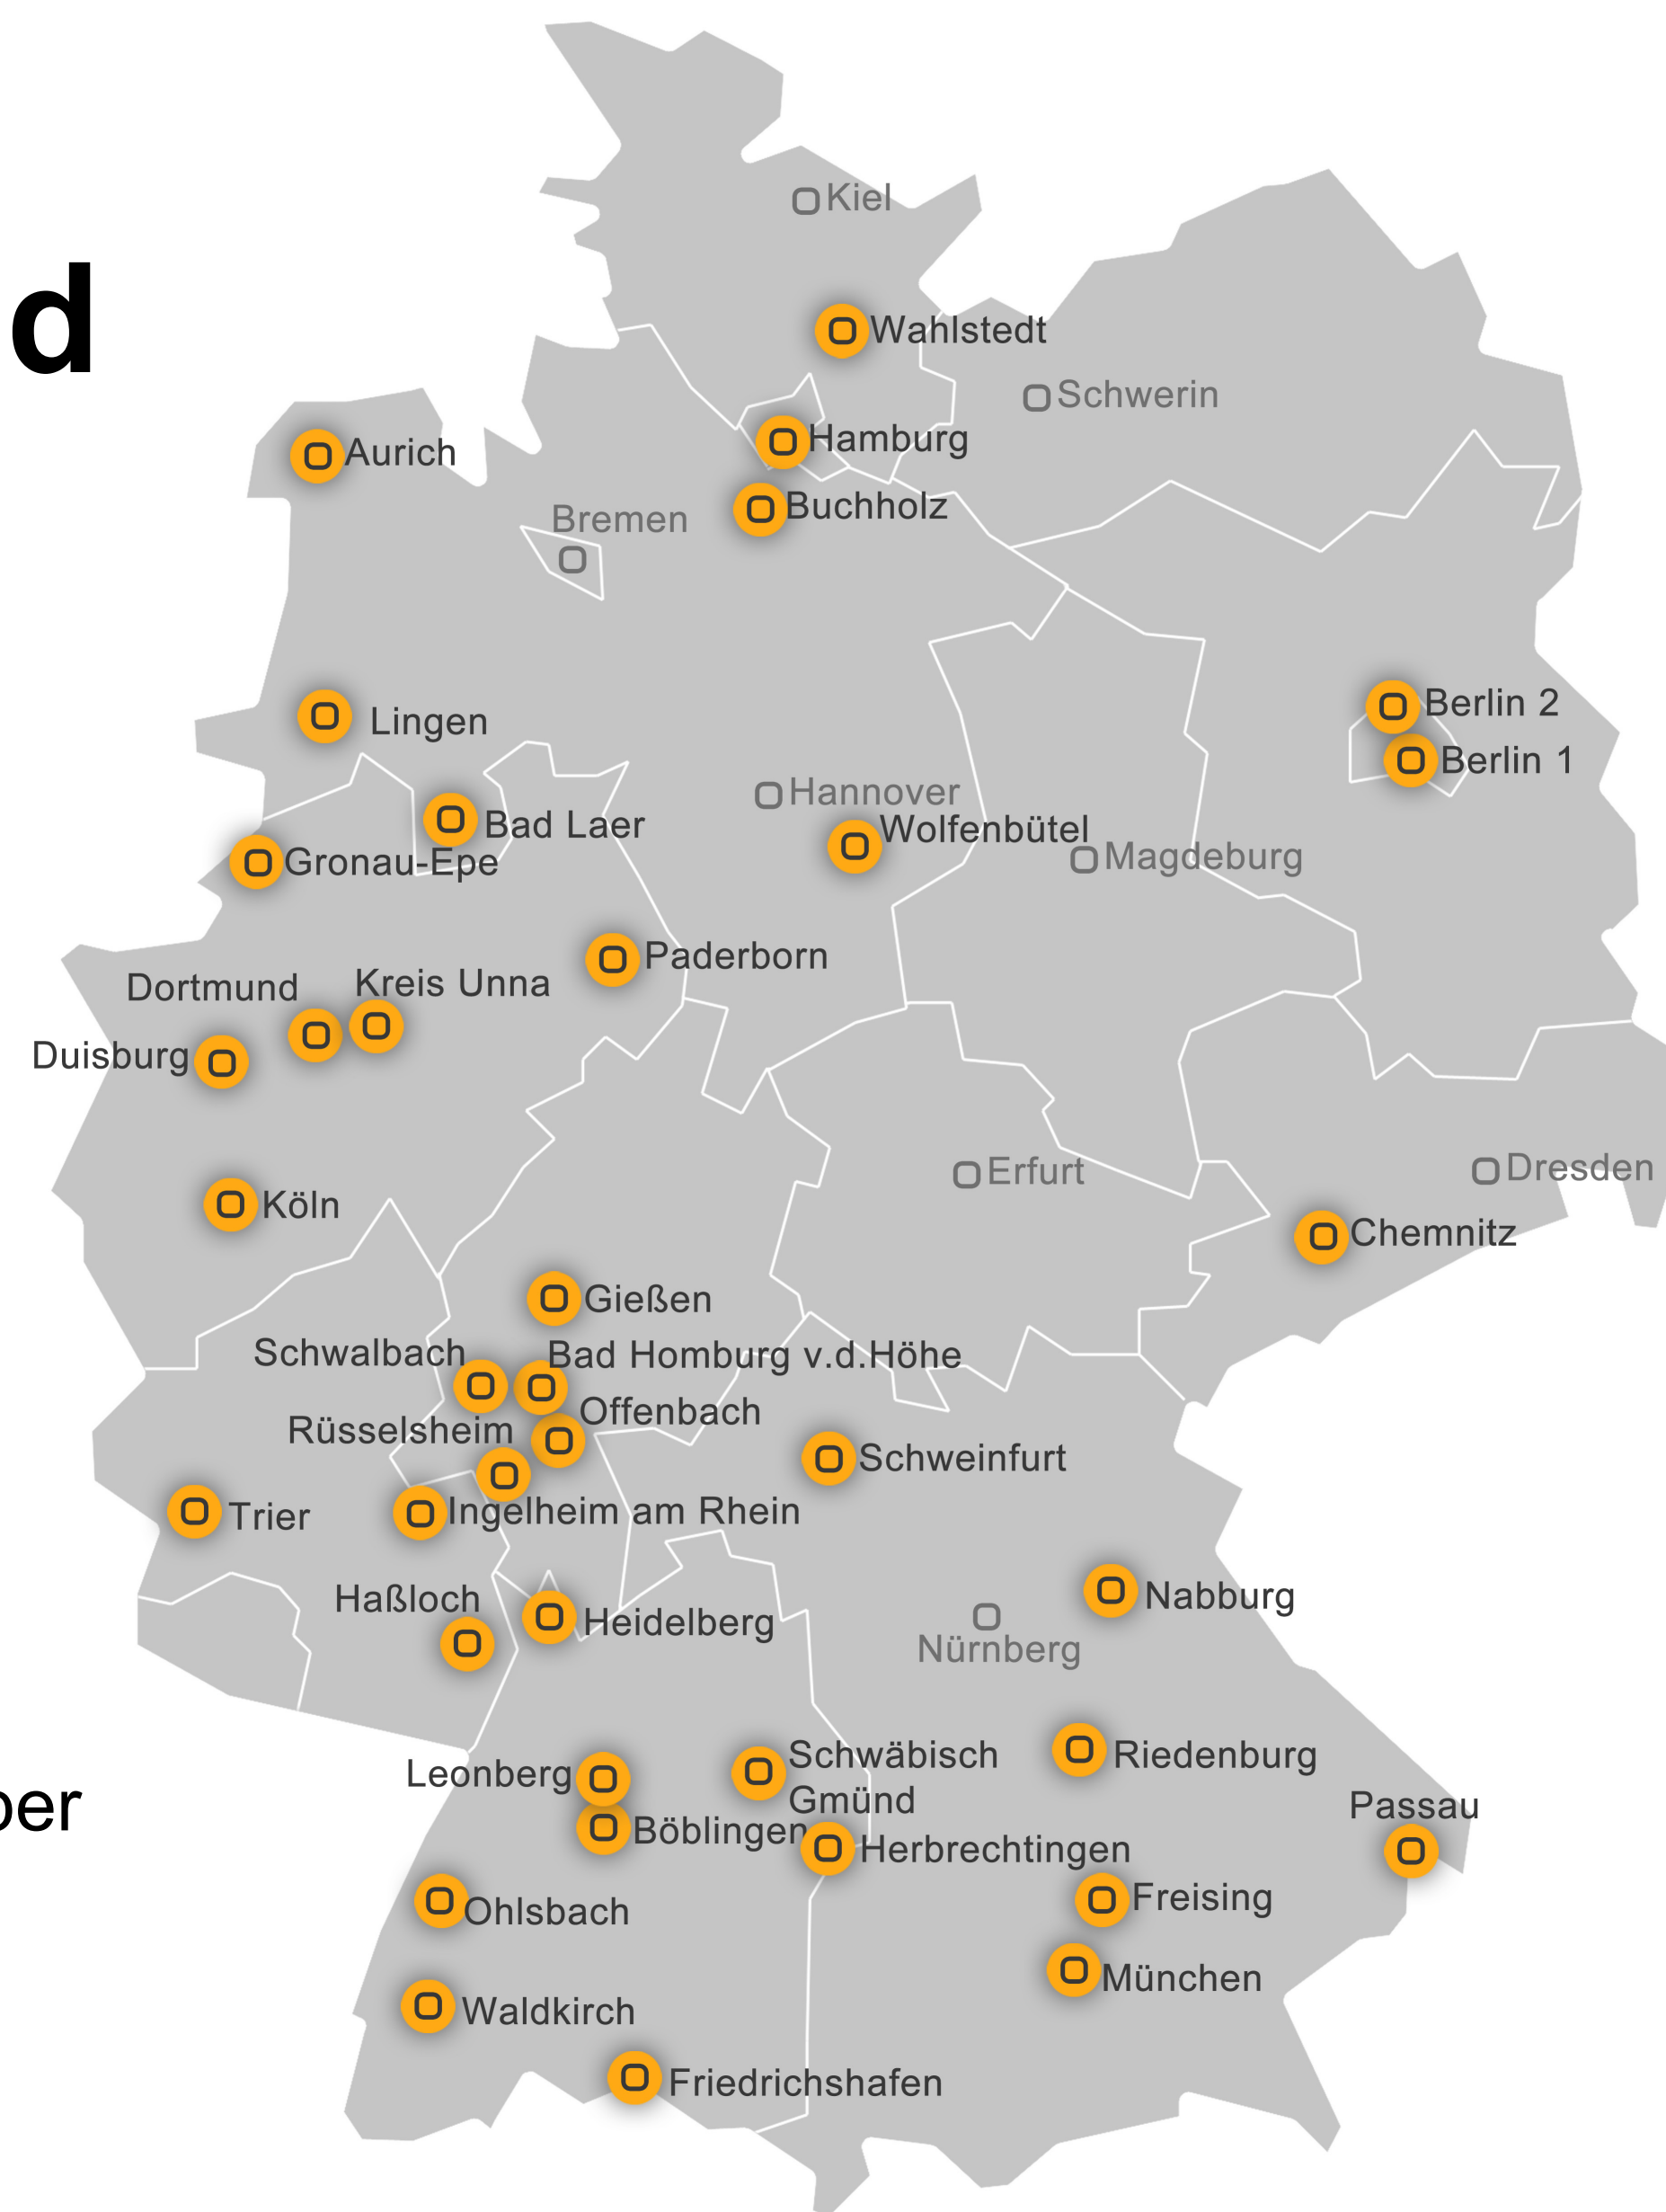 Kiel
d
Wahlstedt
Schwerin
Hamburg
Aurich
Buchholz
Bremen
Berlin 2
Lingen
Berlin 1
Hannover
Bad Laer
Wolfenbütel
Magdeburg
Gronau-Epe
Paderborn
Kreis Unna
Dortmund
Duisburg
Dresden
Erfurt
Köln
Chemnitz
Gießen
Schwalbach
Bad Homburg v.d.Höhe
Offenbach
Rüsselsheim
Schweinfurt
Ingelheim am Rhein
Trier
Nabburg
Haßloch
Heidelberg
Nürnberg
Schwäbisch
Gmünd
Riedenburg
Leonberg
Passau
ber
Böblingen
Herbrechtingen
Freising
Ohlsbach
München
Waldkirch
Friedrichshafen